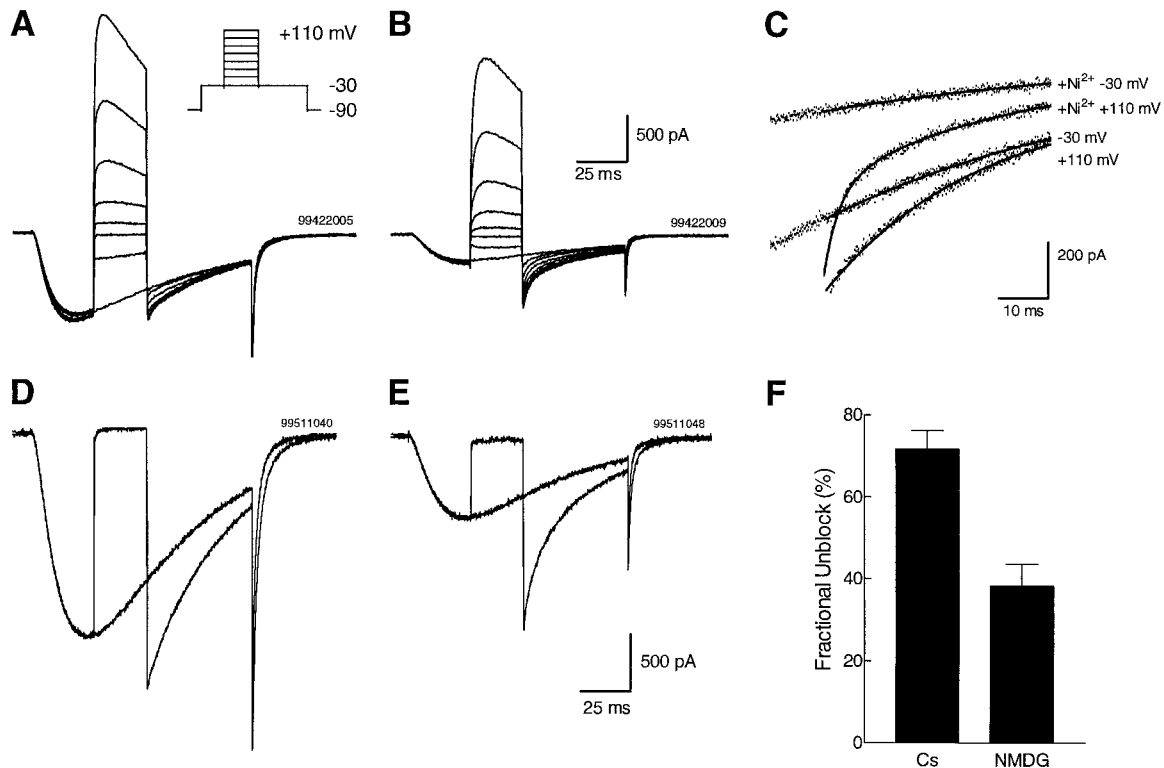 A
+110 mV
-30
-90
99422005
B
500 pA
25 ms
99422009
C
+Ni²⁺ -30 mV
+Ni²⁺ +110 mV
-30 mV
+110 mV
200 pA
10 ms
D
99511040
E
99511048
500 pA
25 ms
F
Fractional Unblock (%)
80
60
40
20
0
Cs
NMDG